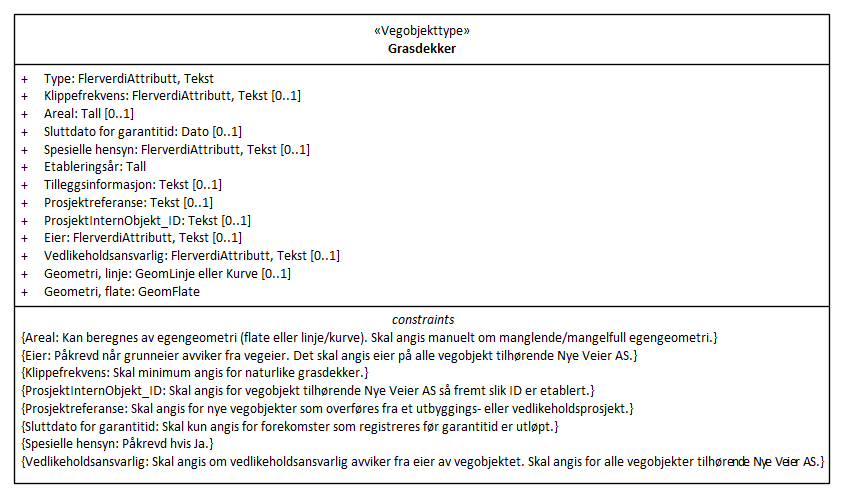 «Vegobjekttype»
Grasdekker
+ Type: FlerverdiAttributt, Tekst
+ Klippefrekvens: FlerverdiAttributt, Tekst [0..1]
+ Areal: Tall [0..1]
+ Sluttdato for garantitid: Dato [0..1]
+ Spesielle hensyn: FlerverdiAttributt, Tekst [0..1]
+ Etableringsår: Tall
+ Tilleggsinformasjon: Tekst [0..1]
+ Prosjektreferanse: Tekst [0..1]
+ ProsjektInternObjekt_ID: Tekst [0..1]
+ Eier: FlerverdiAttributt, Tekst [0..1]
+ Vedlikeholdsansvarlig: FlerverdiAttributt, Tekst [0..1]
+ Geometri, linje: GeomLinje eller Kurve [0..1]
+ Geometri, flate: GeomFlate
constraints
{Areal: Kan beregnes av egengeometri (flate eller linje/kurve). Skal angis manuelt om manglende/mangelfull egengeometri.}
{Eier: Påkrevd når grunneier avviker fra vegeier. Det skal angis eier på alle vegobjekt tilhørende Nye Veier AS.}
{Klippefrekvens: Skal minimum angis for naturlike grasdekker.}
{ProsjektInternObjekt_ID: Skal angis for vegobjekt tilhørende Nye Veier AS så fremt slik ID er etablert.}
{Prosjektreferanse: Skal angis for nye vegobjekter som overføres fra et utbyggings- eller vedlikeholdsprosjekt.}
{Sluttdato for garantitid: Skal kun angis for forekomster som registreres før garantitid er utløpt.}
{Spesielle hensyn: Påkrevd hvis Ja.}
{Vedlikeholdsansvarlig: Skal angis om vedlikeholdsansvarlig avviker fra eier av vegobjektet. Skal angis for alle vegobjekter tilhørende Nye Veier AS.}